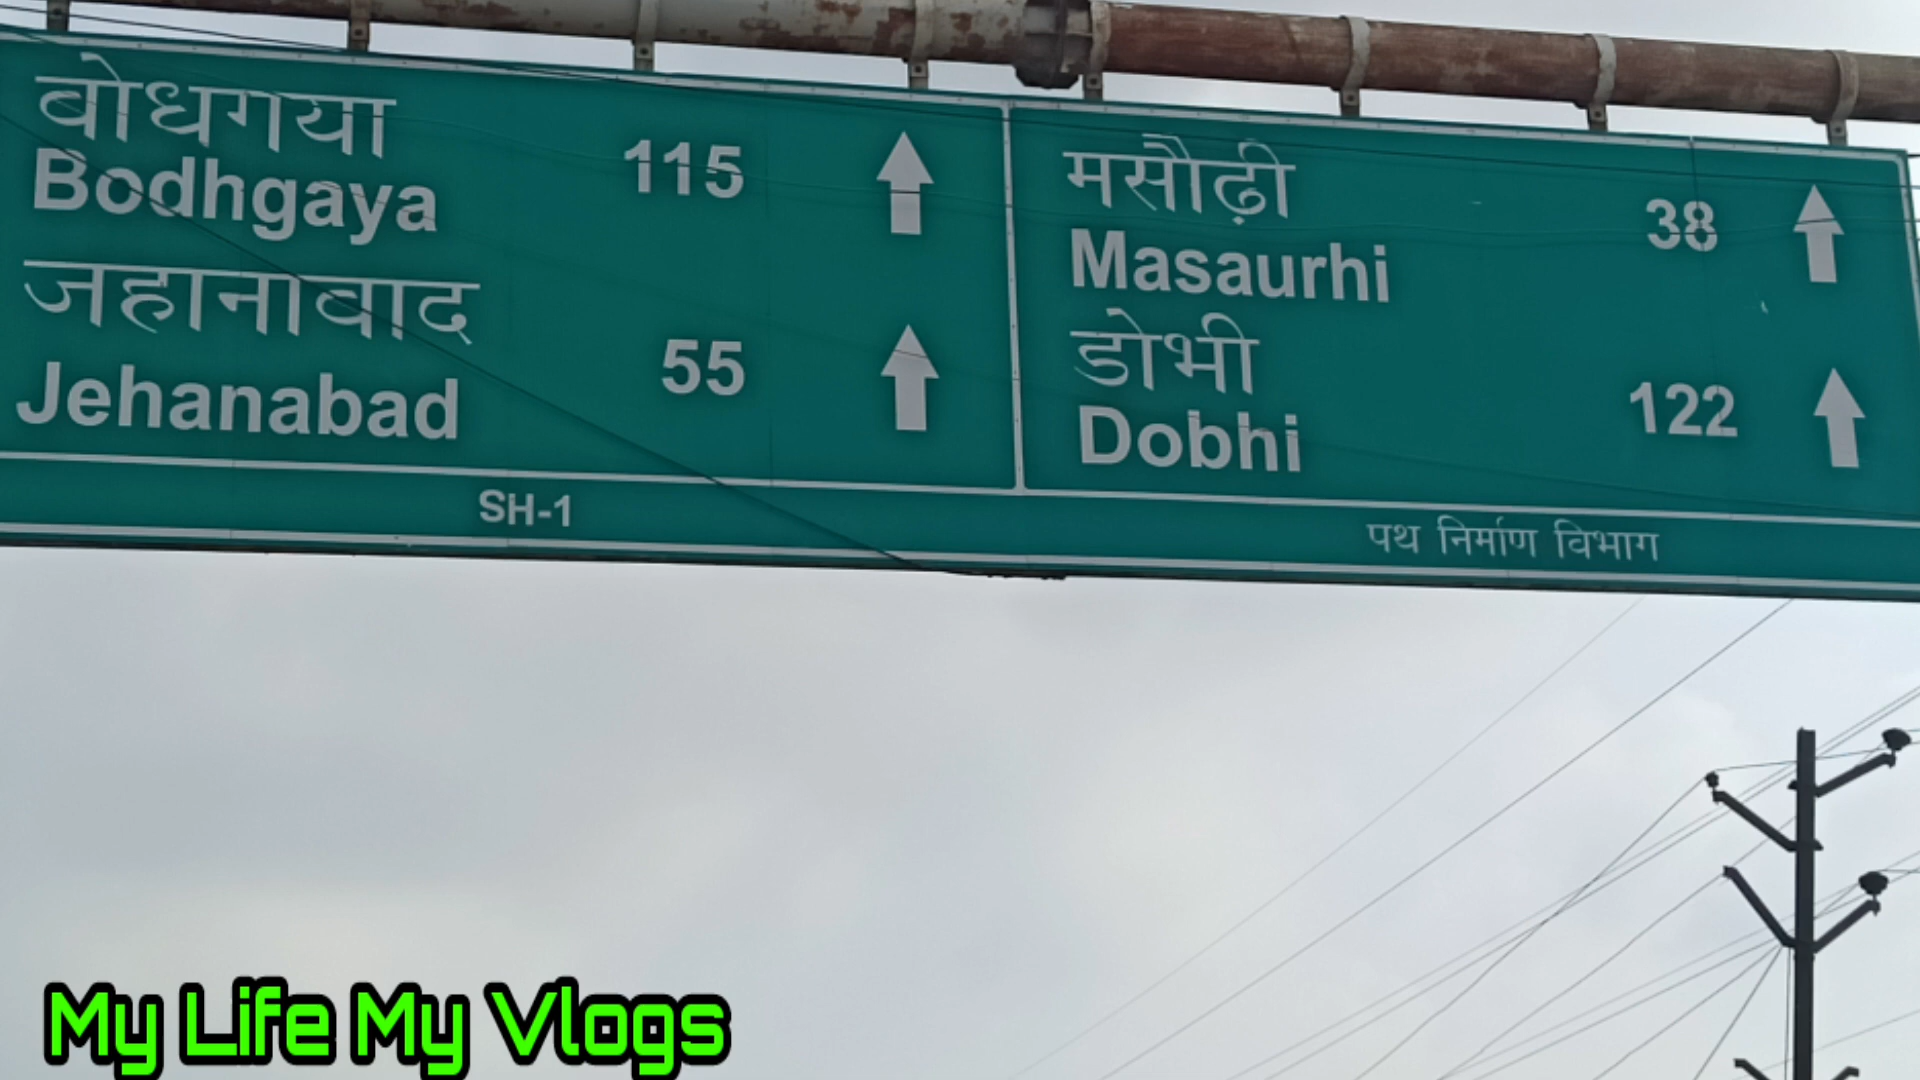 वोधगया
Bodhgaya 115
जहानावाद
Jehanabad 55
मसौढ़ी
Masaurhi 38
डोभी
Dobhi 122
SH-1
पथ निर्माण विभाग
My Life My Vlogs